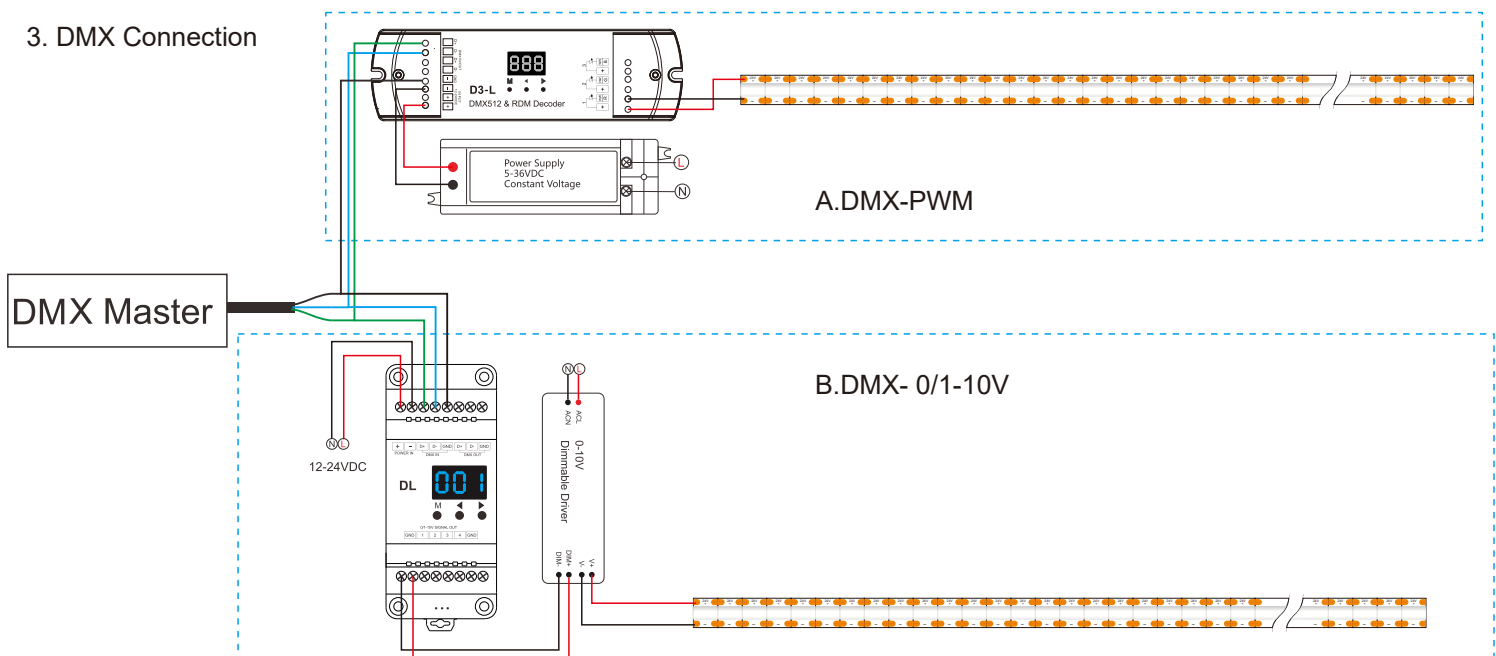 3. DMX Connection
888
M
D3-L
DMX512 & RDM Decoder
Power Supply
5-36VDC
Constant Voltage
L
N
A.DMX-PWM
DMX Master
B.DMX- 0/1-10V
N L
ACN
ACL
N L
12-24VDC
+ - D+ D- GND D+ D- GND
POWER IN DMX IN DMX OUT
DL
001
M
0/1-10V SIGNAL OUT
GND 1 2 3 4 GND
0-10V
Dimmable Driver
DIM-
DIM+
V-
V+